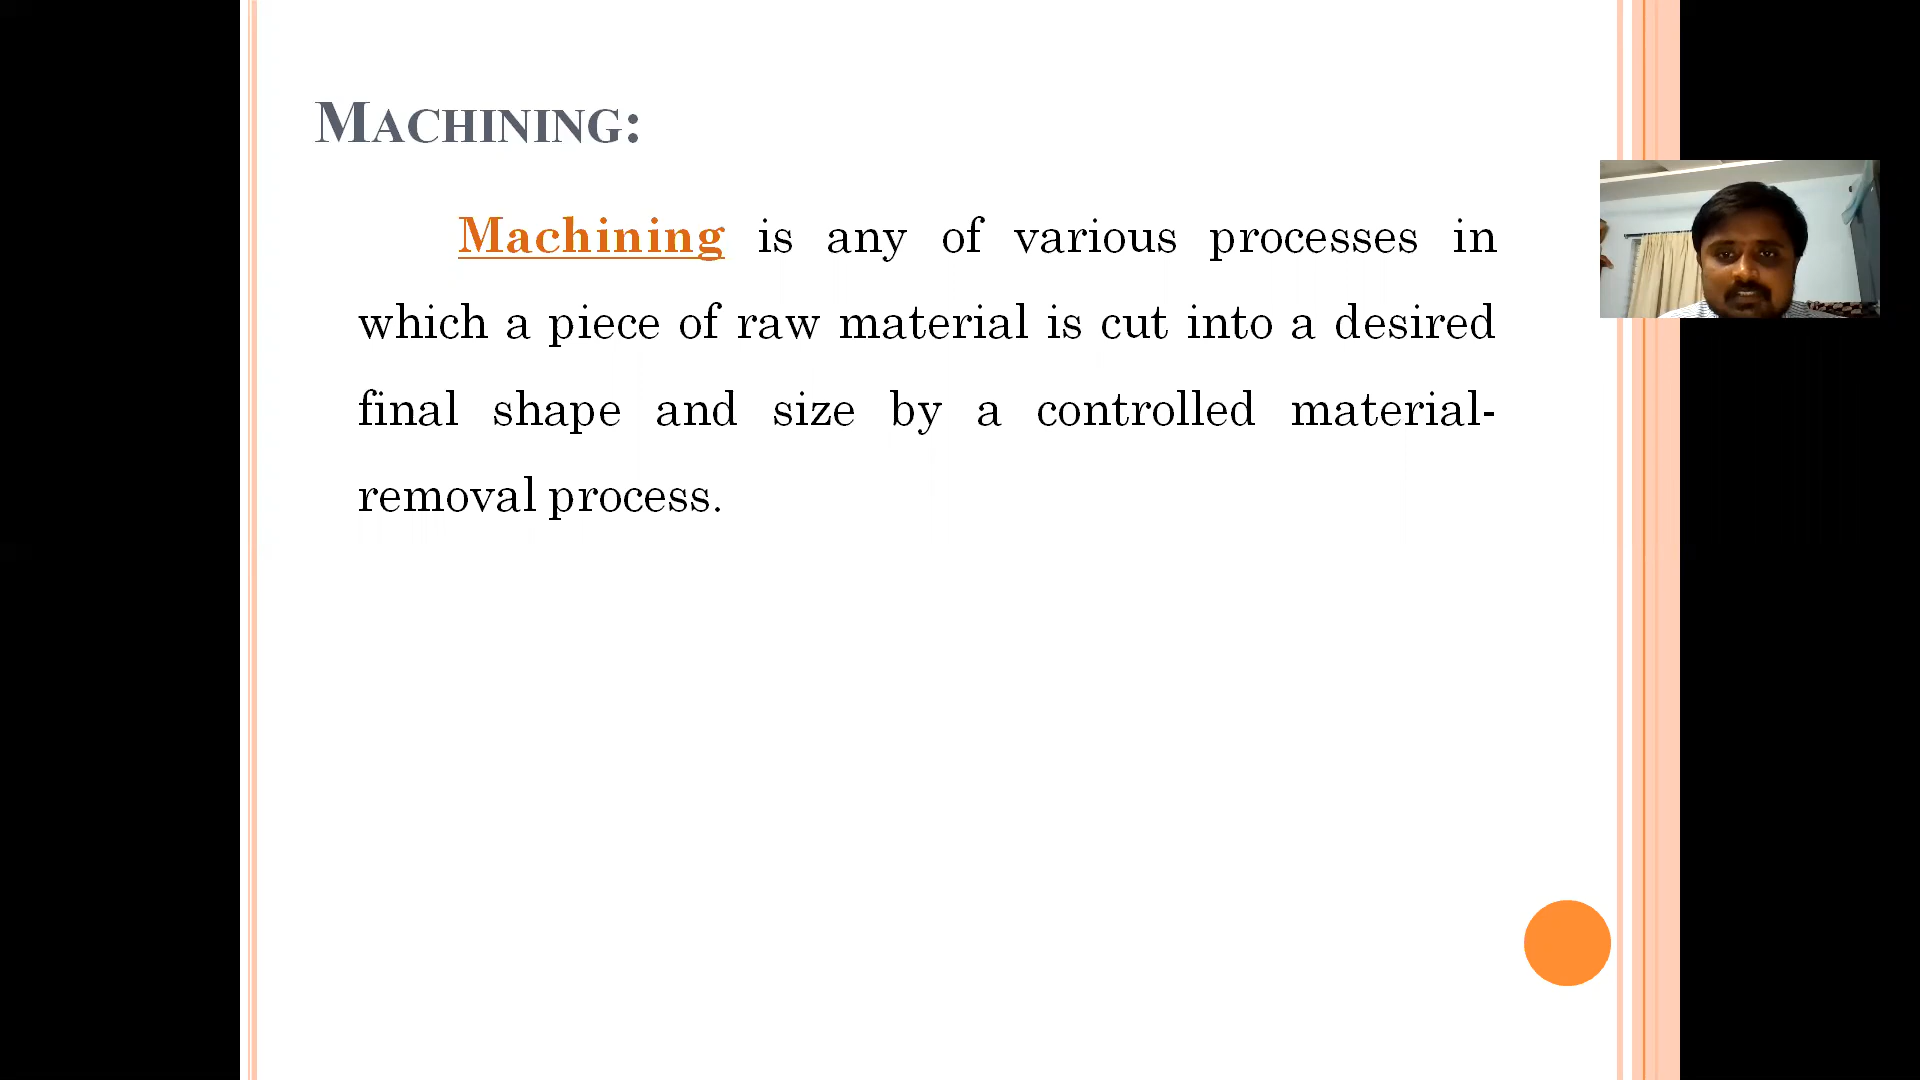 MACHINING:
Machining is any of various processes in
which a piece of raw material is cut into a desired
final shape and size by a controlled material-
removal process.